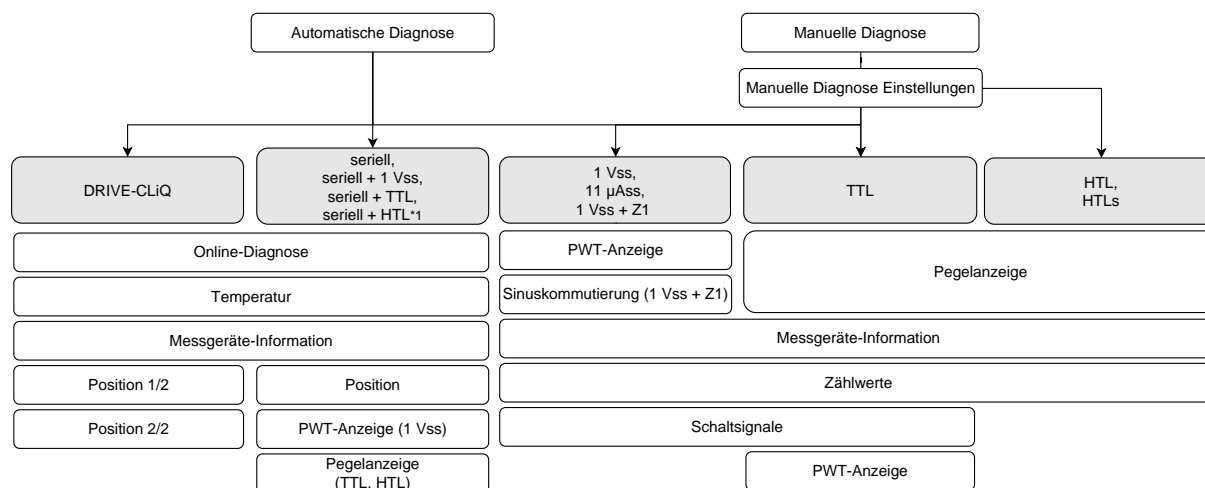 Automatische Diagnose
Manuelle Diagnose
Manuelle Diagnose Einstellungen
DRIVE-CLiQ
seriell,
seriell + 1 Vss,
seriell + TTL,
seriell + HTL*1
1 Vss,
11 µAss,
1 Vss + Z1
TTL
HTL,
HTLs
Online-Diagnose
PWT-Anzeige
Pegelanzeige
Temperatur
Sinuskommutierung (1 Vss + Z1)
Messgeräte-Information
Messgeräte-Information
Position 1/2
Position
Zählwerte
Position 2/2
PWT-Anzeige (1 Vss)
Schaltsignale
Pegelanzeige
(TTL, HTL)
PWT-Anzeige